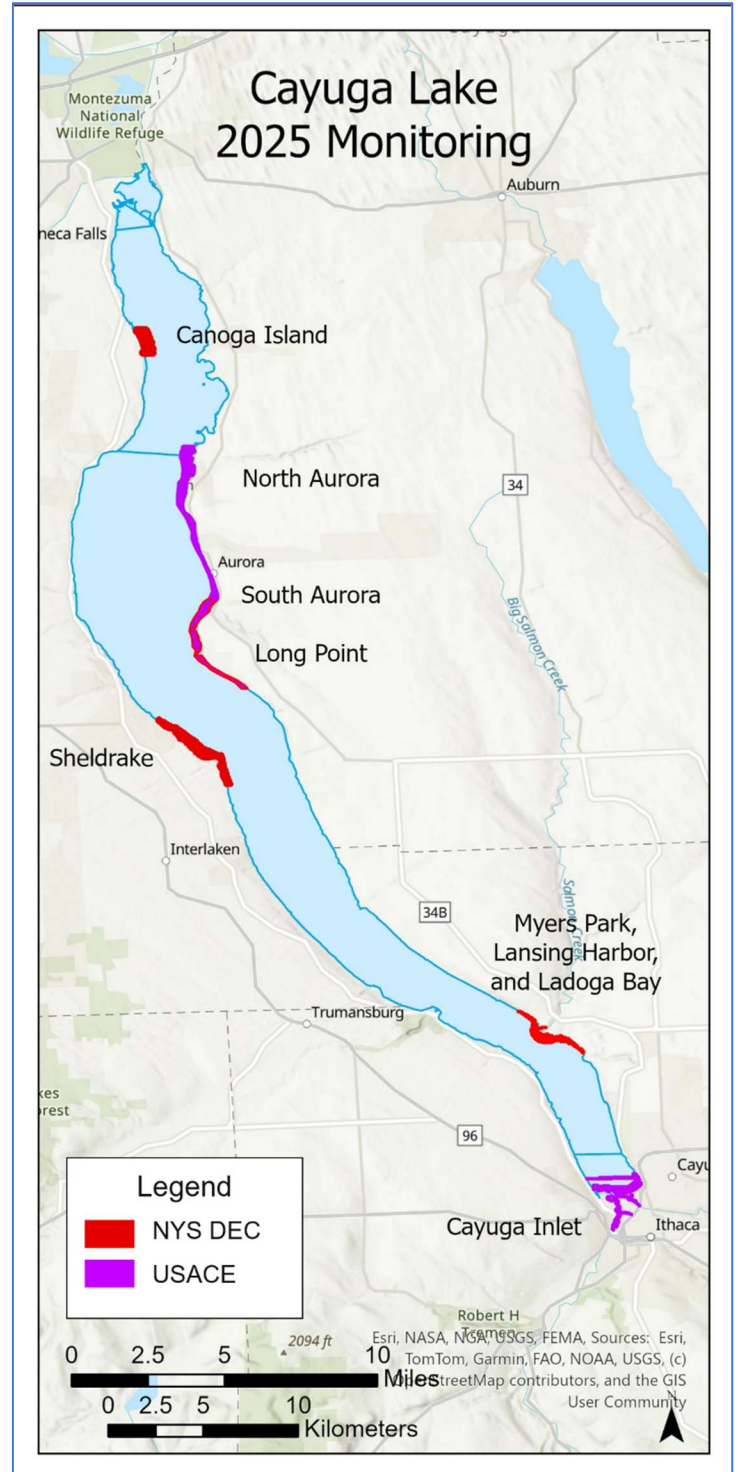 Cayuga Lake
2025 Monitoring
Montezuma
National
Wildlife Refuge
Auburn
neca Falls
Canoga Island
North Aurora
34
Aurora
South Aurora
Big Salmon Creek
Long Point
Sheldrake
Interlaken
34B
Salmon Creek
Myers Park,
Lansing Harbor,
and Ladoga Bay
Trumansburg
kes
orest
96
Cayu
Cayuga Inlet
Ithaca
Legend
NYS DEC
USACE
Robert H
Tremen
2094 ft
Esri, NASA, NGA, USGS, FEMA, Sources: Esri,
TomTom, Garmin, FAO, NOAA, USGS, (c)
OpenStreetMap contributors, and the GIS
User Community
0 2.5 5 10
Miles
0 2.5 5 10
Kilometers
N